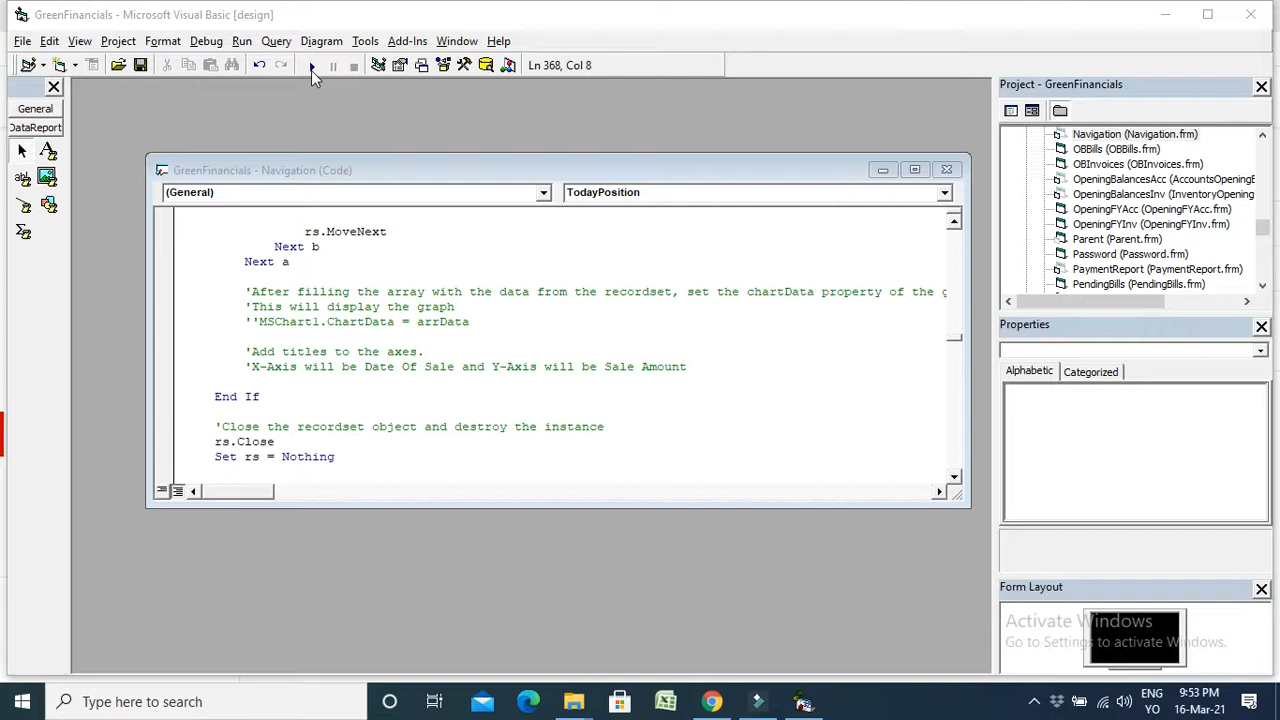 GreenFinancials - Microsoft Visual Basic [design]
File Edit View Project Format Debug Run Query Diagram Tools Add-Ins Window Help
Ln 368, Col 8
General
DataReport
GreenFinancials - Navigation (Code)
(General) TodayPosition
rs.MoveNext
Next b
Next a
'After filling the array with the data from the recordset, set the chartData property of the g
'This will display the graph
''MSChart1.ChartData = arrData
'Add titles to the axes.
'X-Axis will be Date Of Sale and Y-Axis will be Sale Amount
End If
'Close the recordset object and destroy the instance
rs.Close
Set rs = Nothing
Project - GreenFinancials
Navigation (Navigation.frm)
OBBills (OBBills.frm)
OBInvoices (OBInvoices.frm)
OpeningBalancesAcc (AccountsOpeningE
OpeningBalancesInv (InventoryOpening
OpeningFYAcc (OpeningFYAcc.frm)
OpeningFYInv (OpeningFYInv.frm)
Parent (Parent.frm)
Password (Password.frm)
PaymentReport (PaymentReport.frm)
PendingBills (PendingBills.frm)
Properties
Alphabetic Categorized
Form Layout
Activate Windows
Go to Settings to activate Windows.
Type here to search
ENG
YO
9:53 PM
16-Mar-21